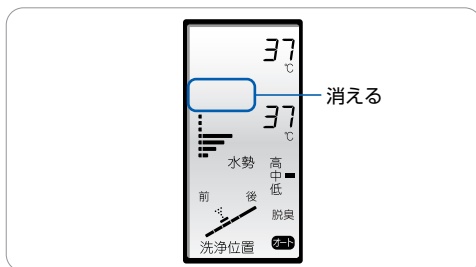 37
℃
消える
37
℃
水勢
高
中
低
前 後
脱臭
洗浄位置 オート